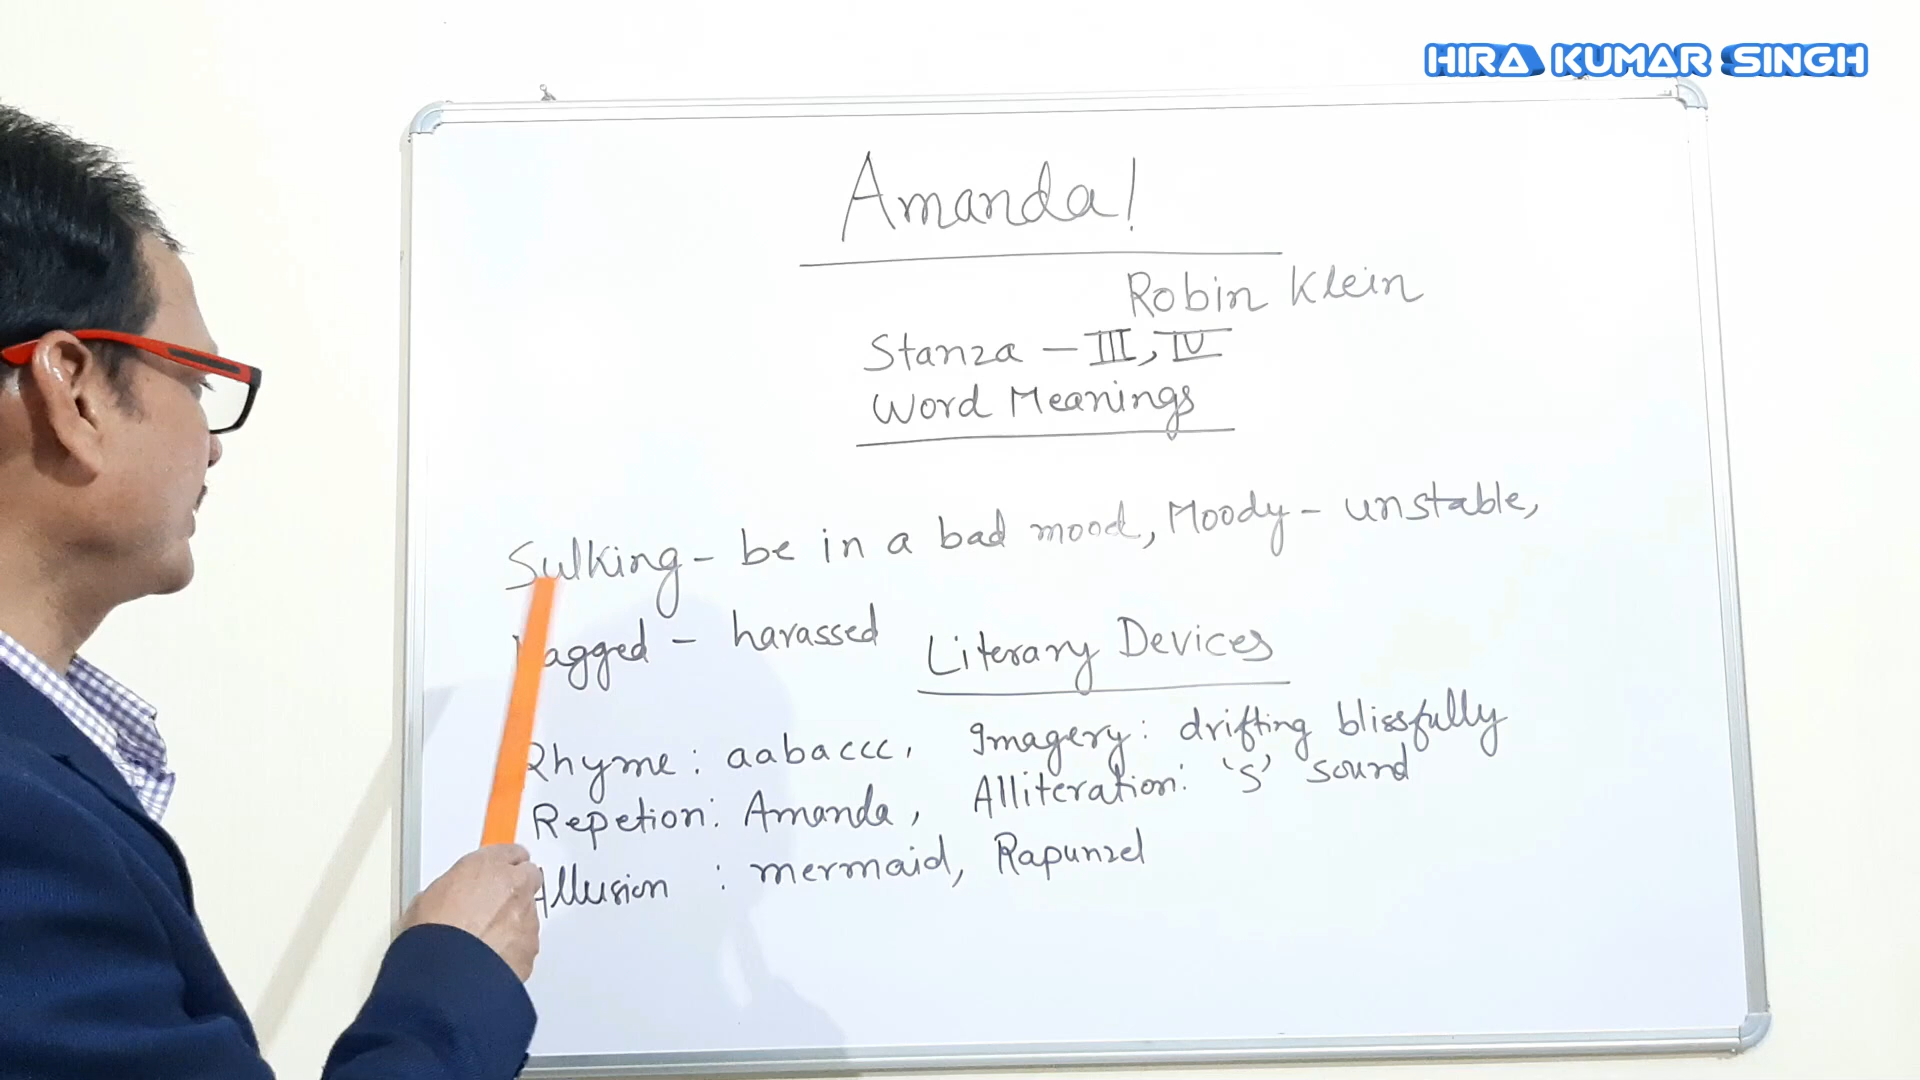 HIRA KUMAR SINGH
Amanda!
Robin Klein
Stanza - III, IV
Word Meanings
Sulking - be in a bad mood, Moody - unstable,
Nagged - harassed
Literary Devices
Rhyme: aabaccc, Imagery: drifting blissfully
Repetion: Amanda, Alliteration: 'S' sound
Allusion : mermaid, Rapunzel